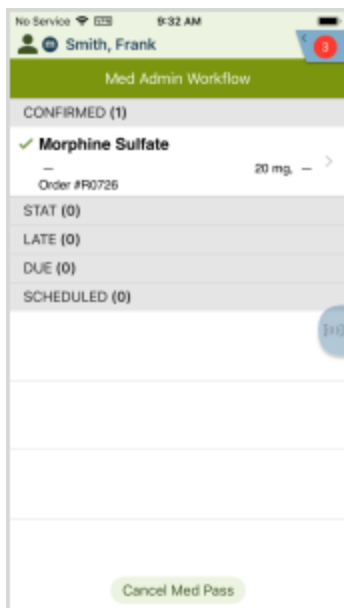 No Service 9:32 AM
m Smith, Frank
3
Med Admin Workflow
CONFIRMED (1)
Morphine Sulfate
— 20 mg, —
Order #R0726
STAT (0)
LATE (0)
DUE (0)
SCHEDULED (0)
Cancel Med Pass